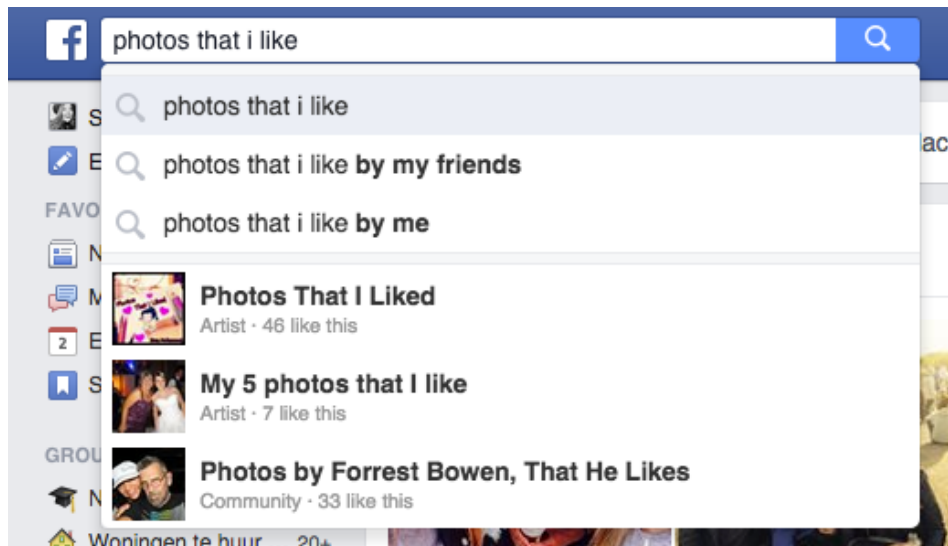 photos that i like
photos that i like
photos that i like by my friends
photos that i like by me
Photos That I Liked
Artist · 46 like this
My 5 photos that I like
Artist · 7 like this
Photos by Forrest Bowen, That He Likes
Community · 33 like this
S
E
FAVO
N
M
2 E
S
GROU
N
Woningen te huur 20+
ac